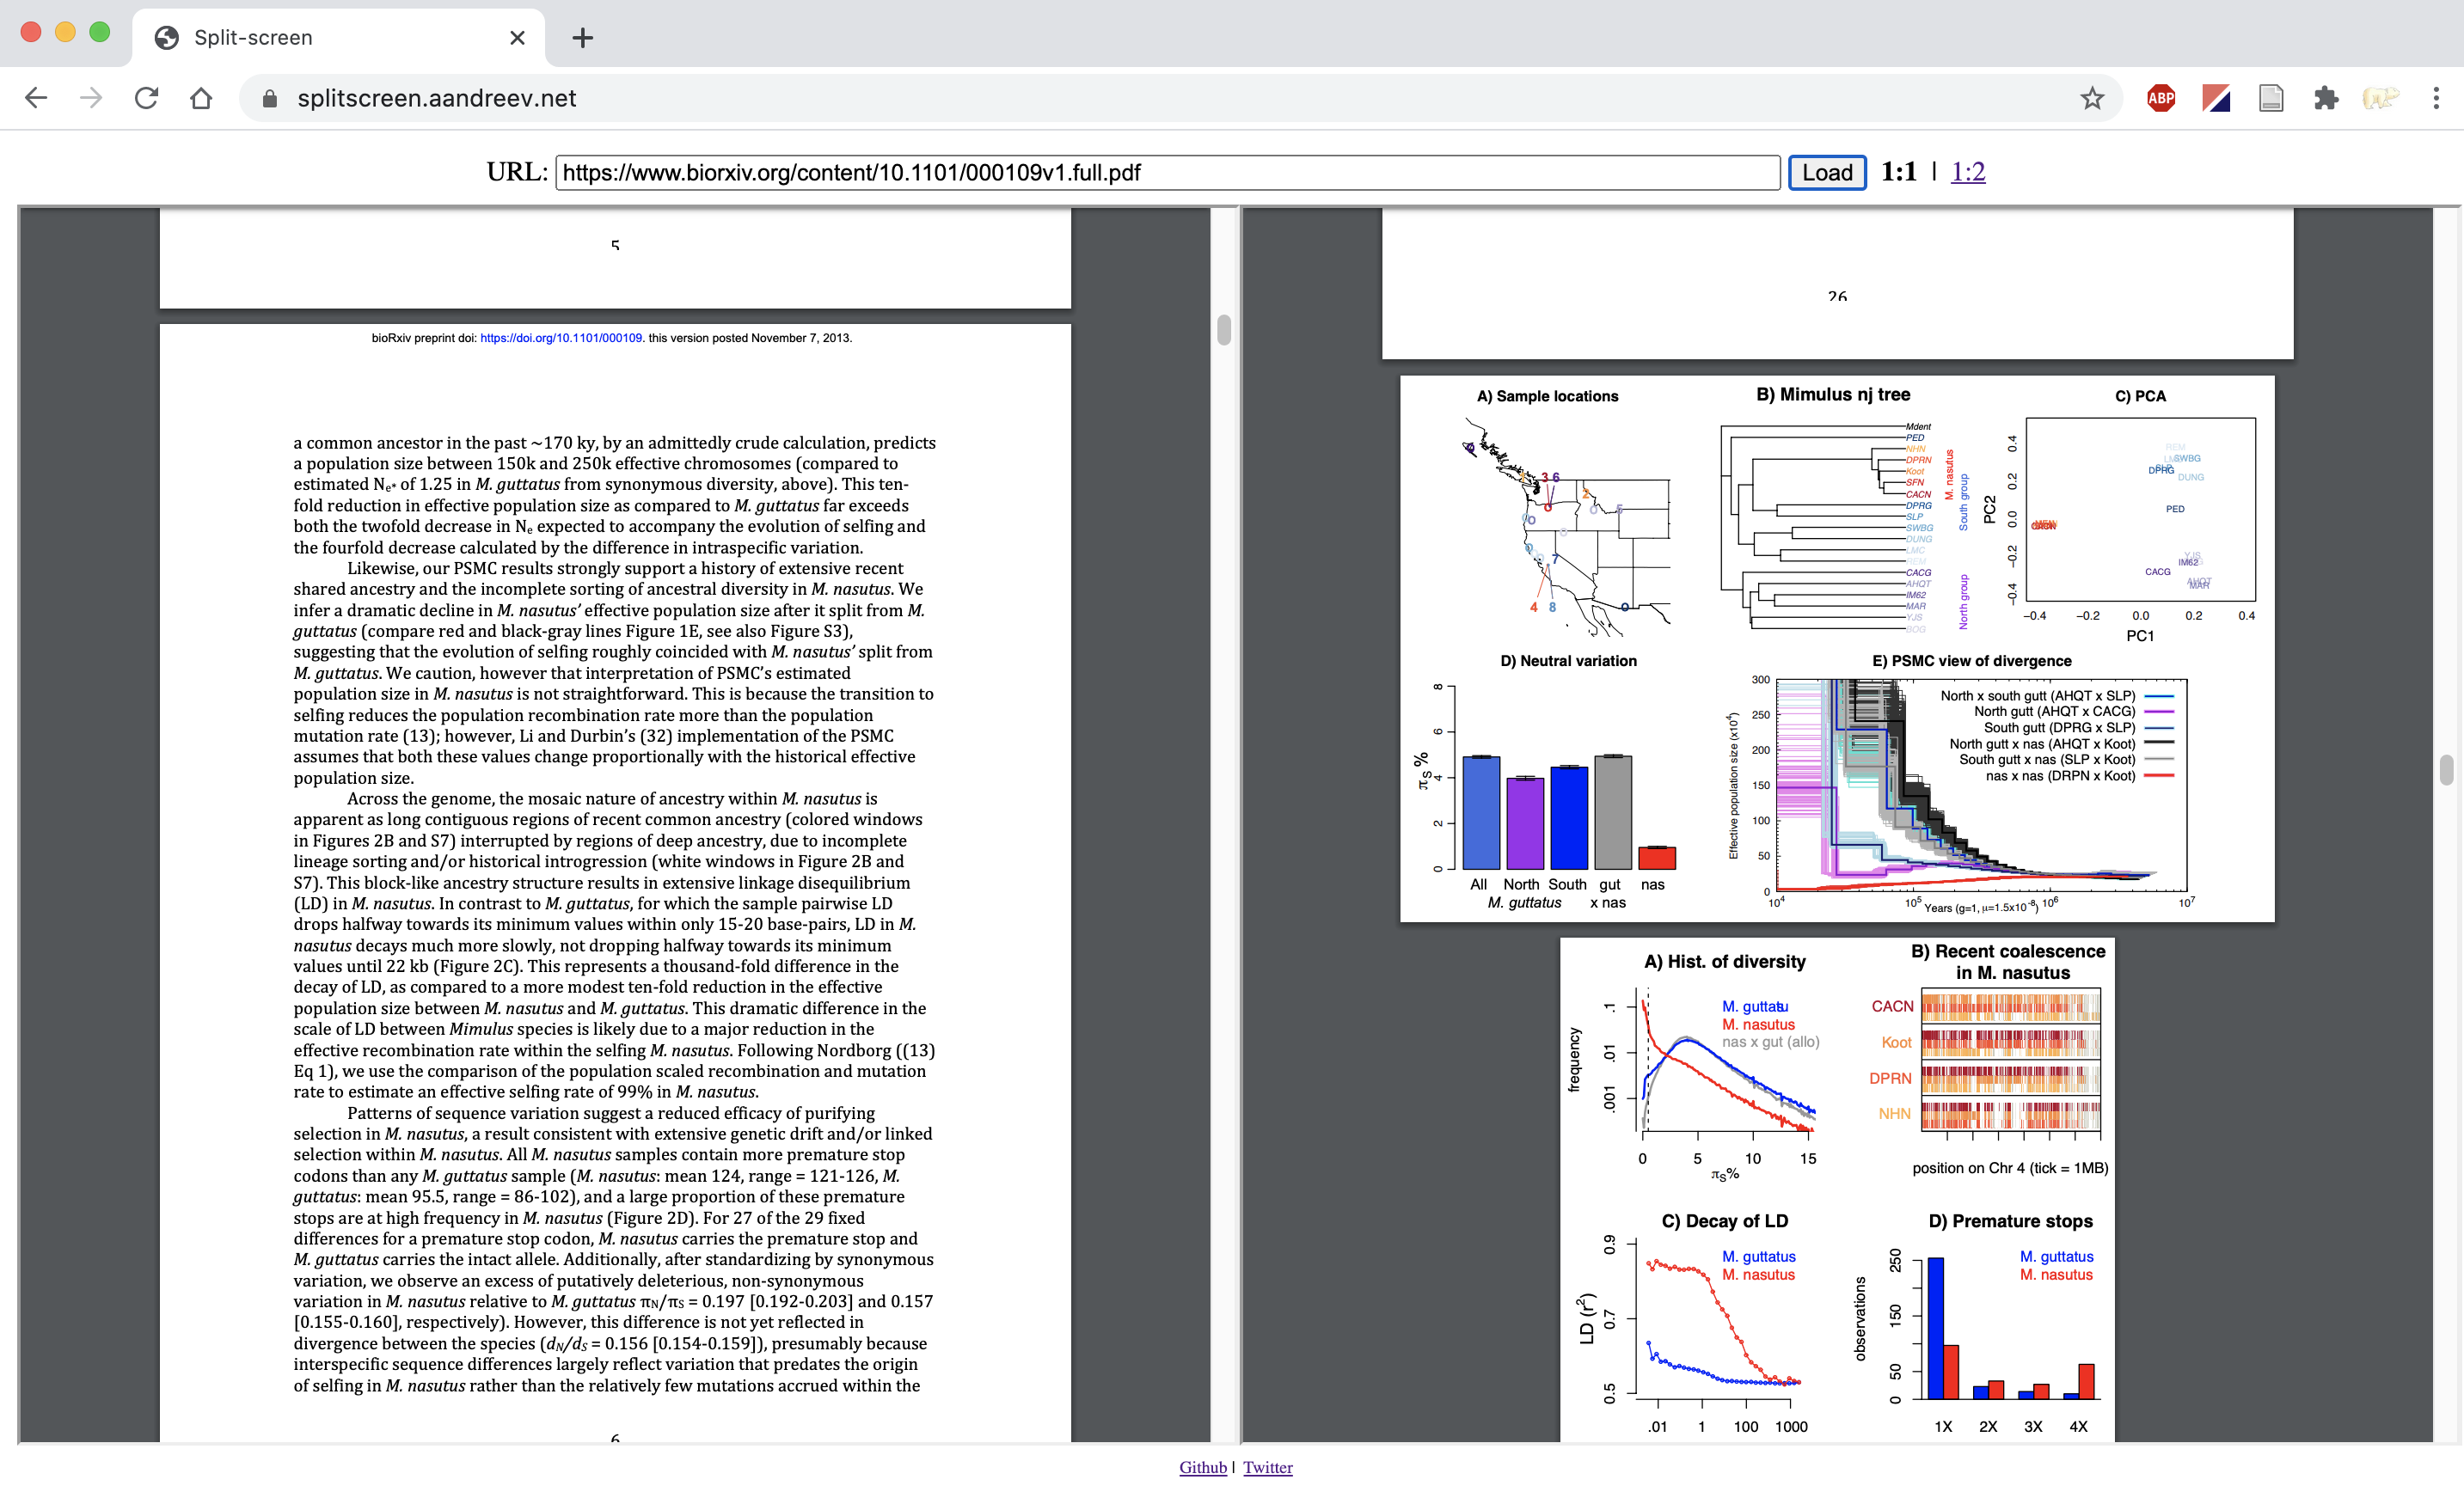 Split-screen
splitscreen.aandreev.net
ABP
URL: https://www.biorxiv.org/content/10.1101/000109v1.full.pdf Load 1:1 | 1:2
5
bioRxiv preprint doi: https://doi.org/10.1101/000109. this version posted November 7, 2013.
a common ancestor in the past ~170 ky, by an admittedly crude calculation, predicts
a population size between 150k and 250k effective chromosomes (compared to
estimated Ne* of 1.25 in M. guttatus from synonymous diversity, above). This ten-
fold reduction in effective population size as compared to M. guttatus far exceeds
both the twofold decrease in Ne expected to accompany the evolution of selfing and
the fourfold decrease calculated by the difference in intraspecific variation.
Likewise, our PSMC results strongly support a history of extensive recent
shared ancestry and the incomplete sorting of ancestral diversity in M. nasutus. We
infer a dramatic decline in M. nasutus' effective population size after it split from M.
guttatus (compare red and black-gray lines Figure 1E, see also Figure S3),
suggesting that the evolution of selfing roughly coincided with M. nasutus' split from
M. guttatus. We caution, however that interpretation of PSMC's estimated
population size in M. nasutus is not straightforward. This is because the transition to
selfing reduces the population recombination rate more than the population
mutation rate (13); however, Li and Durbin's (32) implementation of the PSMC
assumes that both these values change proportionally with the historical effective
population size.
Across the genome, the mosaic nature of ancestry within M. nasutus is
apparent as long contiguous regions of recent common ancestry (colored windows
in Figures 2B and S7) interrupted by regions of deep ancestry, due to incomplete
lineage sorting and/or historical introgression (white windows in Figure 2B and
S7). This block-like ancestry structure results in extensive linkage disequilibrium
(LD) in M. nasutus. In contrast to M. guttatus, for which the sample pairwise LD
drops halfway towards its minimum values within only 15-20 base-pairs, LD in M.
nasutus decays much more slowly, not dropping halfway towards its minimum
values until 22 kb (Figure 2C). This represents a thousand-fold difference in the
decay of LD, as compared to a more modest ten-fold reduction in the effective
population size between M. nasutus and M. guttatus. This dramatic difference in the
scale of LD between Mimulus species is likely due to a major reduction in the
effective recombination rate within the selfing M. nasutus. Following Nordborg ((13)
Eq 1), we use the comparison of the population scaled recombination and mutation
rate to estimate an effective selfing rate of 99% in M. nasutus.
Patterns of sequence variation suggest a reduced efficacy of purifying
selection in M. nasutus, a result consistent with extensive genetic drift and/or linked
selection within M. nasutus. All M. nasutus samples contain more premature stop
codons than any M. guttatus sample (M. nasutus: mean 124, range = 121-126, M.
guttatus: mean 95.5, range = 86-102), and a large proportion of these premature
stops are at high frequency in M. nasutus (Figure 2D). For 27 of the 29 fixed
differences for a premature stop codon, M. nasutus carries the premature stop and
M. guttatus carries the intact allele. Additionally, after standardizing by synonymous
variation, we observe an excess of putatively deleterious, non-synonymous
variation in M. nasutus relative to M. guttatus πN/πS = 0.197 [0.192-0.203] and 0.157
[0.155-0.160], respectively). However, this difference is not yet reflected in
divergence between the species (dN/dS = 0.156 [0.154-0.159]), presumably because
interspecific sequence differences largely reflect variation that predates the origin
of selfing in M. nasutus rather than the relatively few mutations accrued within the
6
26
A) Sample locations
3 6
2
0
5
0
0
7
4 8
0
B) Mimulus nj tree
Mdent
PED
NHN
DPRN
Koot
SFN
CACN
DPRG
SLP
SWBG
DUNG
LMC
REM
CACG
AHQT
IM62
MAR
YJS
BOG
M. nasutus
South group
North group
C) PCA
PC2
0.4
0.2
0.0
−0.2
−0.4
REM
SWBG
DPRG
DUNG
PED
YJS
IM62
CACG
AHQT
MAR
−0.4 −0.2 0.0 0.2 0.4
PC1
D) Neutral variation
πS %
8
6
4
2
0
All North South gut nas
M. guttatus x nas
E) PSMC view of divergence
Effective population size (x10⁴)
300
250
200
150
100
50
0
North x south gutt (AHQT x SLP)
North gutt (AHQT x CACG)
South gutt (DPRG x SLP)
North gutt x nas (AHQT x Koot)
South gutt x nas (SLP x Koot)
nas x nas (DRPN x Koot)
10⁴ 10⁵ 10⁶ 10⁷
Years (g=1, μ=1.5x10⁻⁸)
A) Hist. of diversity
frequency
.1
.01
.001
M. guttatu
M. nasutus
nas x gut (allo)
0 5 10 15
πS%
B) Recent coalescence
in M. nasutus
CACN
Koot
DPRN
NHN
position on Chr 4 (tick = 1MB)
C) Decay of LD
LD (r²)
0.9
0.7
0.5
M. guttatus
M. nasutus
.01 1 100 1000
D) Premature stops
observations
250
150
50
0
M. guttatus
M. nasutus
1X 2X 3X 4X
Github | Twitter